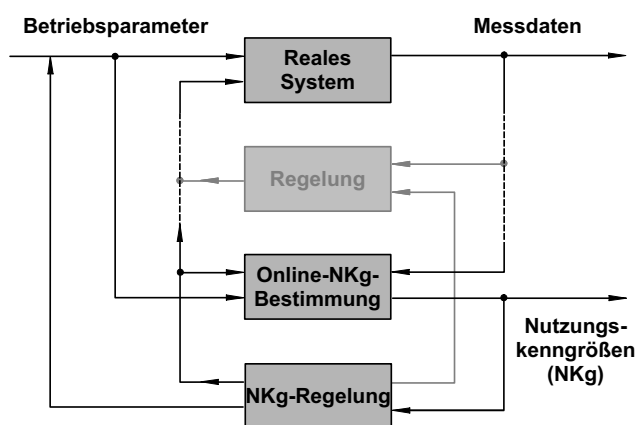 Betriebsparameter
Messdaten
Reales
System
Regelung
Online-NKg-
Bestimmung
Nutzungs-
kenngrößen
(NKg)
NKg-Regelung